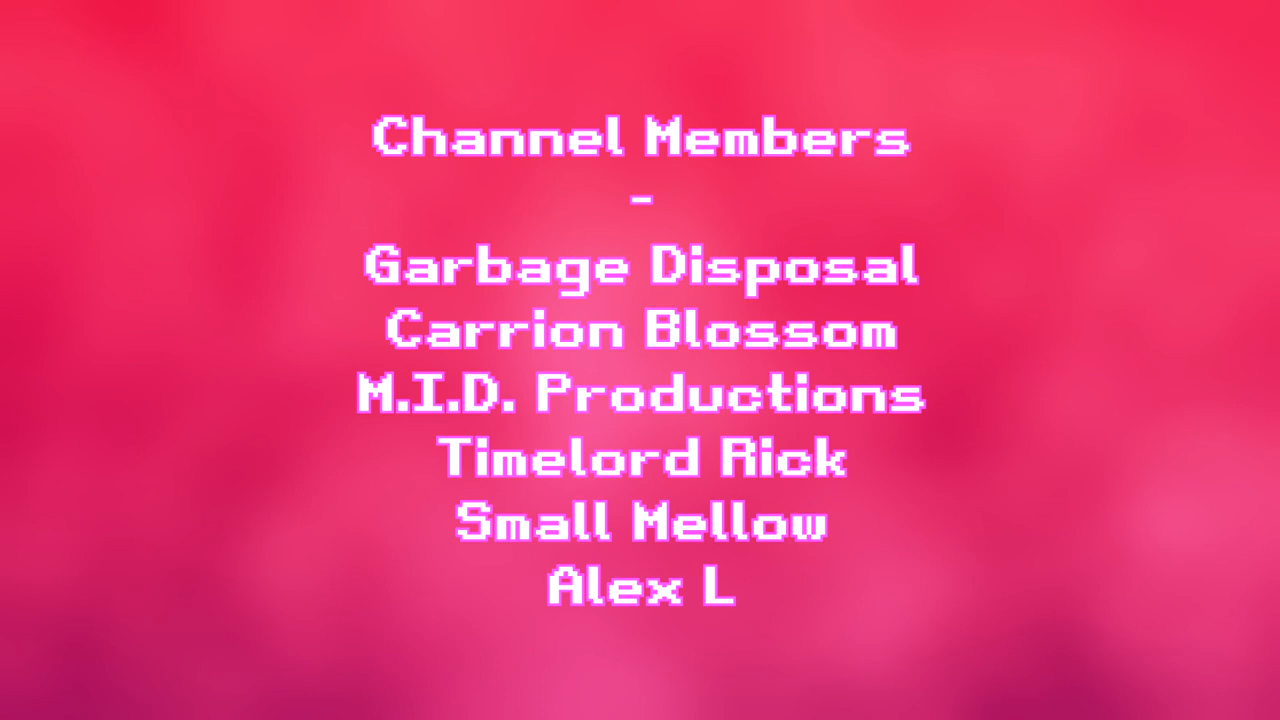 Channel Members
-
Garbage Disposal
Carrion Blossom
M.I.D. Productions
Timelord Rick
Small Mellow
Alex L